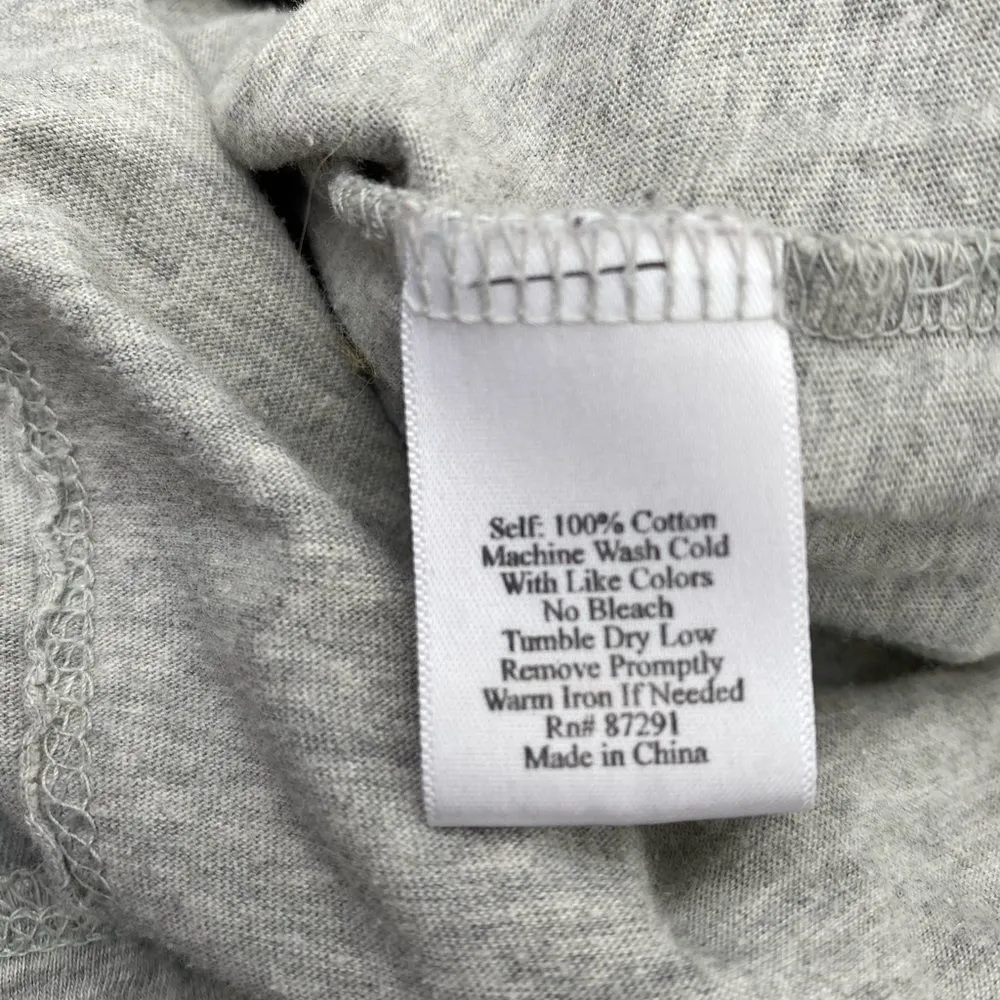 Self: 100% Cotton
Machine Wash Cold
With Like Colors
No Bleach
Tumble Dry Low
Remove Promptly
Warm Iron If Needed
Rn# 87291
Made in China